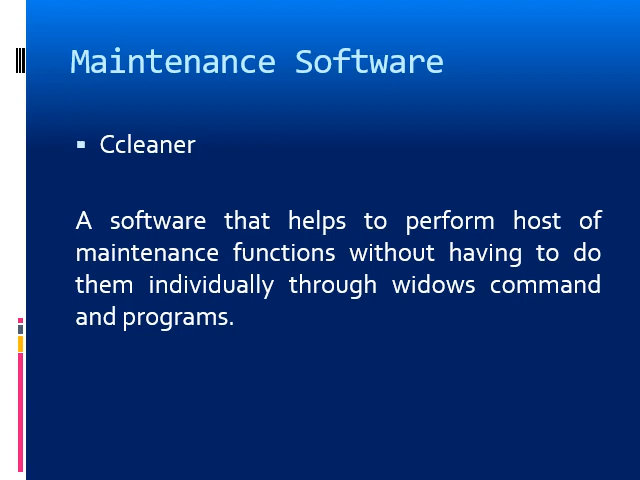 Maintenance Software
▪ Ccleaner
A software that helps to perform host of
maintenance functions without having to do
them individually through widows command
and programs.